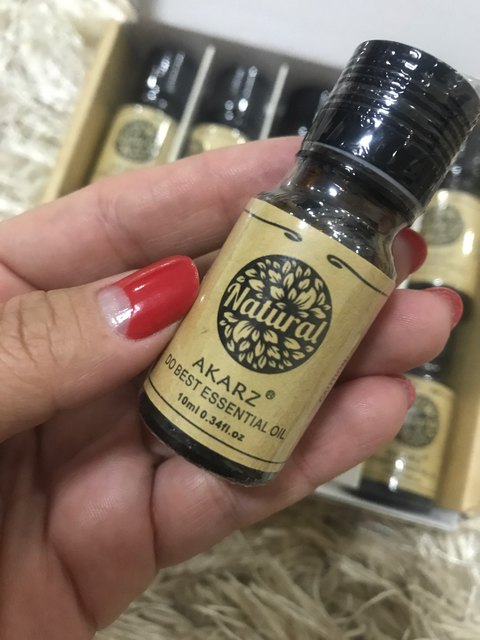 Natural
AKARZ®
DO BEST ESSENTIAL OIL
10ml 0.34fl.oz